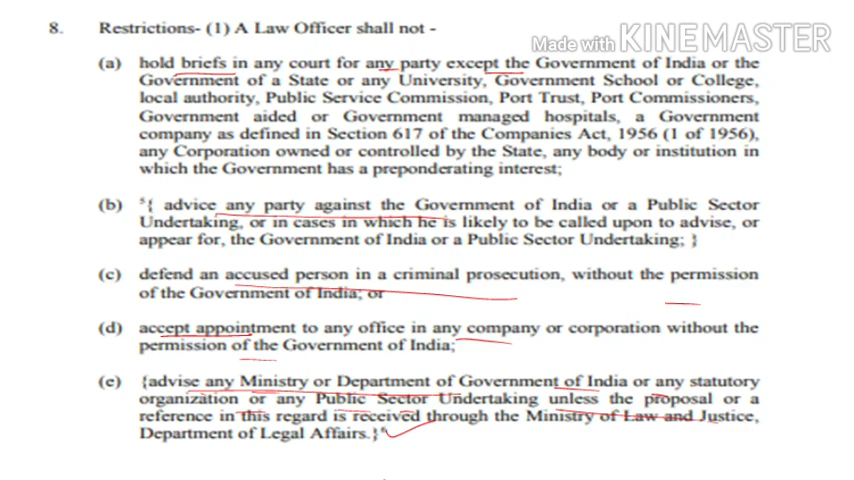 Made with KINEMASTER
8. Restrictions- (1) A Law Officer shall not -
(a) hold briefs in any court for any party except the Government of India or the
Government of a State or any University, Government School or College,
local authority, Public Service Commission, Port Trust, Port Commissioners,
Government aided or Government managed hospitals, a Government
company as defined in Section 617 of the Companies Act, 1956 (1 of 1956),
any Corporation owned or controlled by the State, any body or institution in
which the Government has a preponderating interest;
(b) ⁵{ advice any party against the Government of India or a Public Sector
Undertaking, or in cases in which he is likely to be called upon to advise, or
appear for, the Government of India or a Public Sector Undertaking; }
(c) defend an accused person in a criminal prosecution, without the permission
of the Government of India; or
(d) accept appointment to any office in any company or corporation without the
permission of the Government of India;
(e) {advise any Ministry or Department of Government of India or any statutory
organization or any Public Sector Undertaking unless the proposal or a
reference in this regard is received through the Ministry of Law and Justice,
Department of Legal Affairs.}⁶